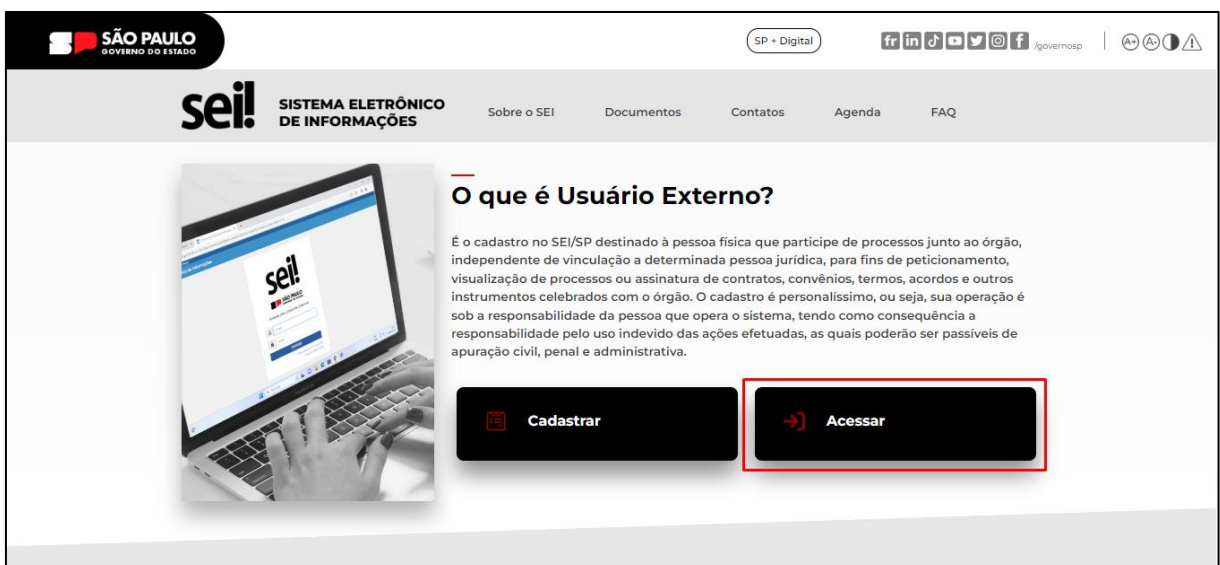 SÃO PAULO
GOVERNO DO ESTADO
SP + Digital
/governosp
A+ A-
sei!
SISTEMA ELETRÔNICO
DE INFORMAÇÕES
Sobre o SEI
Documentos
Contatos
Agenda
FAQ
sei!
SÃO PAULO
O que é Usuário Externo?
É o cadastro no SEI/SP destinado à pessoa física que participe de processos junto ao órgão,
independente de vinculação a determinada pessoa jurídica, para fins de peticionamento,
visualização de processos ou assinatura de contratos, convênios, termos, acordos e outros
instrumentos celebrados com o órgão. O cadastro é personalíssimo, ou seja, sua operação é
sob a responsabilidade da pessoa que opera o sistema, tendo como consequência a
responsabilidade pelo uso indevido das ações efetuadas, as quais poderão ser passíveis de
apuração civil, penal e administrativa.
Cadastrar
Acessar